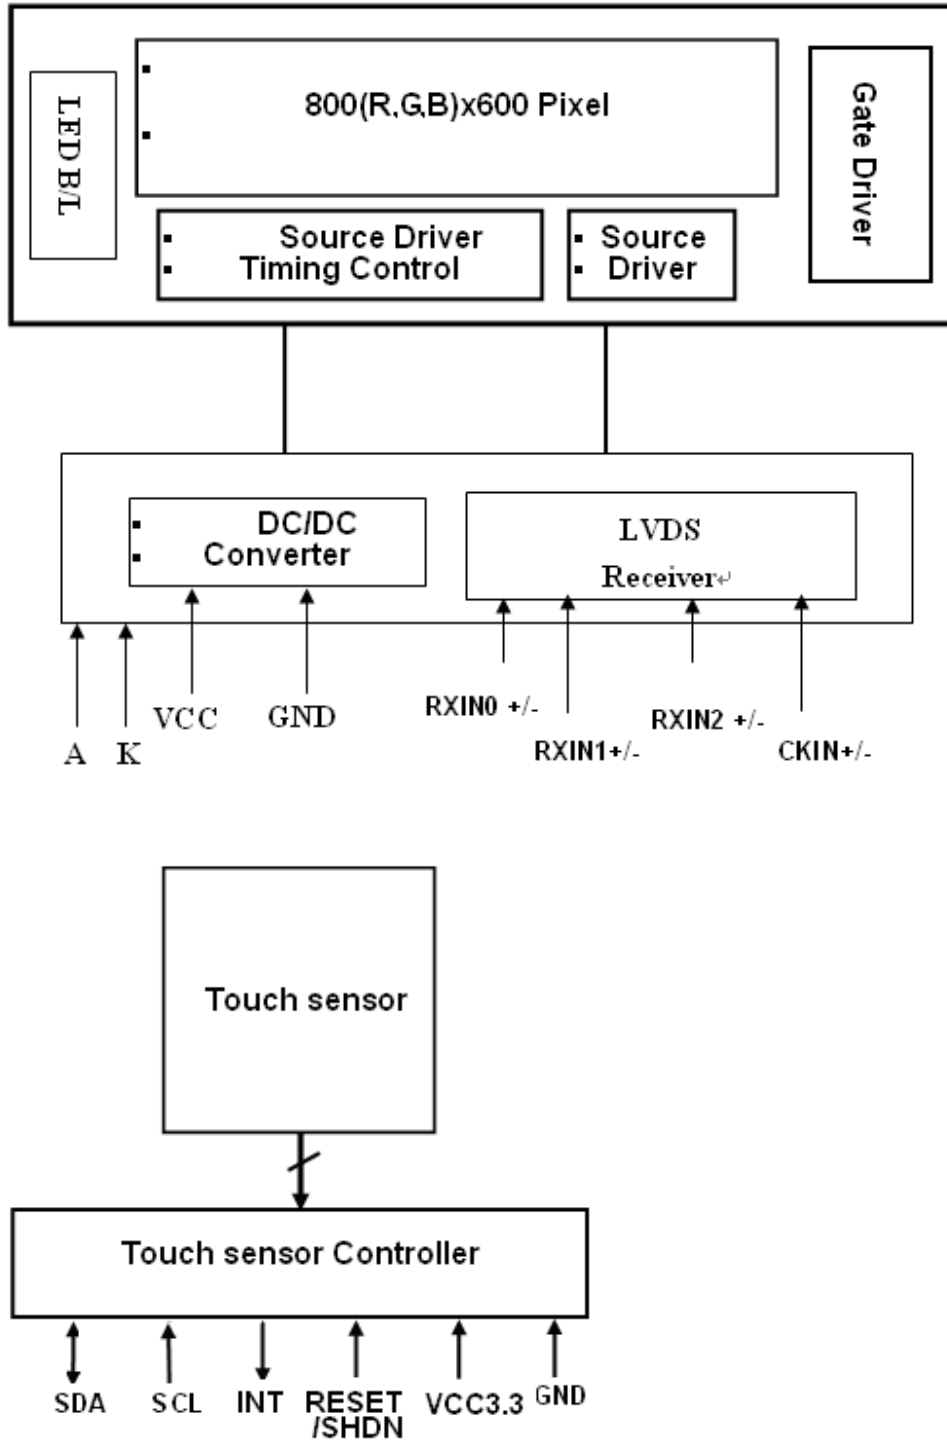 800(R,G,B)x600 Pixel
LED B/L
Gate Driver
Source Driver
Timing Control
Source
Driver
DC/DC
Converter
LVDS
Receiver↵
A
K
VCC
GND
RXIN0 +/-
RXIN1+/-
RXIN2 +/-
CKIN+/-
Touch sensor
Touch sensor Controller
SDA
SCL
INT
RESET
/SHDN
VCC3.3
GND